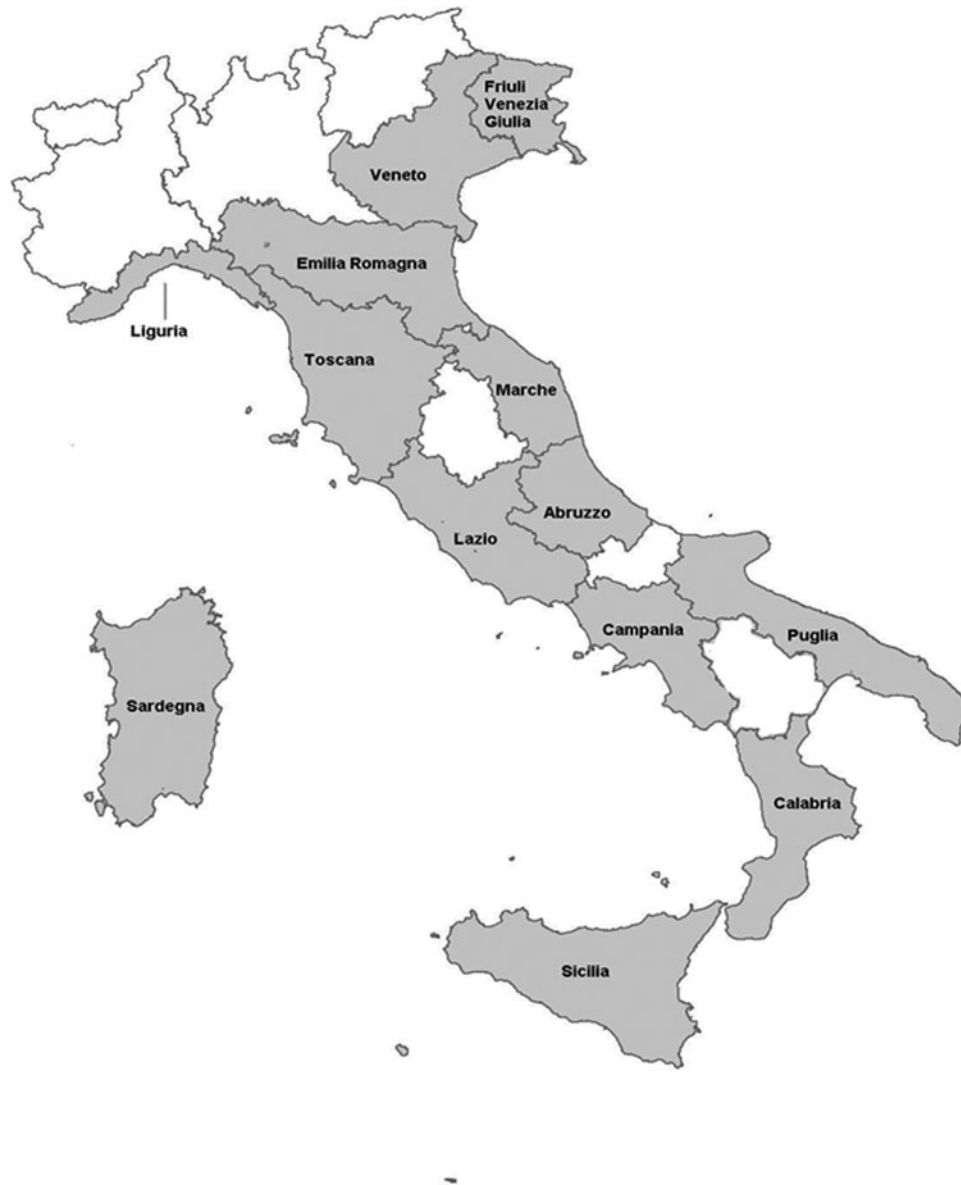 Friuli
Venezia
Giulia
Veneto
Emilia Romagna
Liguria
Toscana
Marche
Abruzzo
Lazio
Campania
Puglia
Sardegna
Calabria
Sicilia